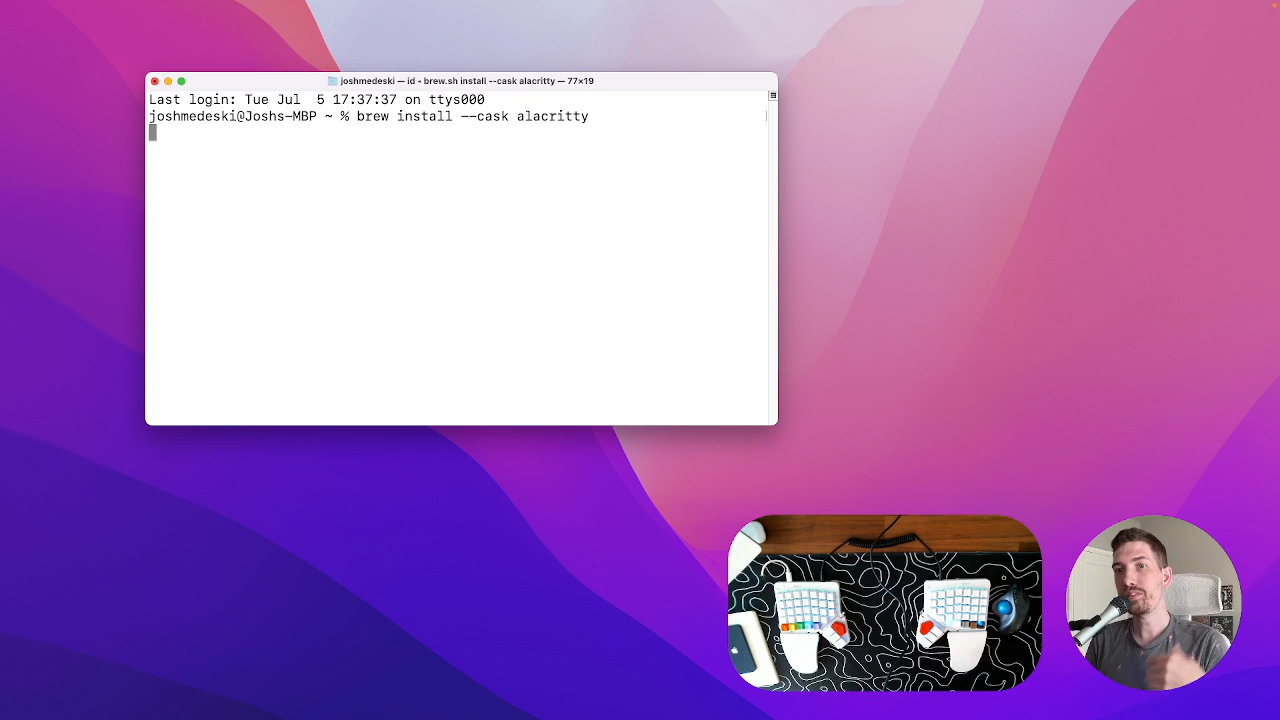 joshmedeski — id ◂ brew.sh install --cask alacritty — 77×19
Last login: Tue Jul  5 17:37:37 on ttys000
joshmedeski@Joshs-MBP ~ % brew install --cask alacritty